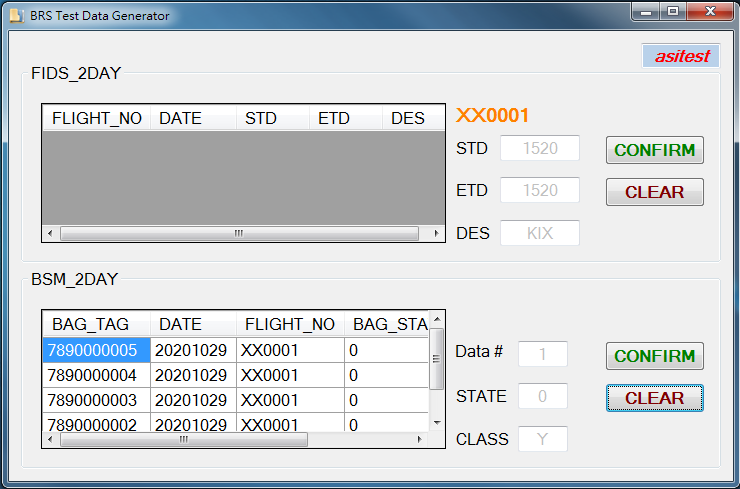 BRS Test Data Generator
asitest
FIDS_2DAY
FLIGHT_NO DATE STD ETD DES
XX0001
STD 1520 CONFIRM
ETD 1520 CLEAR
DES KIX
BSM_2DAY
BAG_TAG DATE FLIGHT_NO BAG_STA
7890000005 20201029 XX0001 0
7890000004 20201029 XX0001 0
7890000003 20201029 XX0001 0
7890000002 20201029 XX0001 0
Data # 1 CONFIRM
STATE 0 CLEAR
CLASS Y